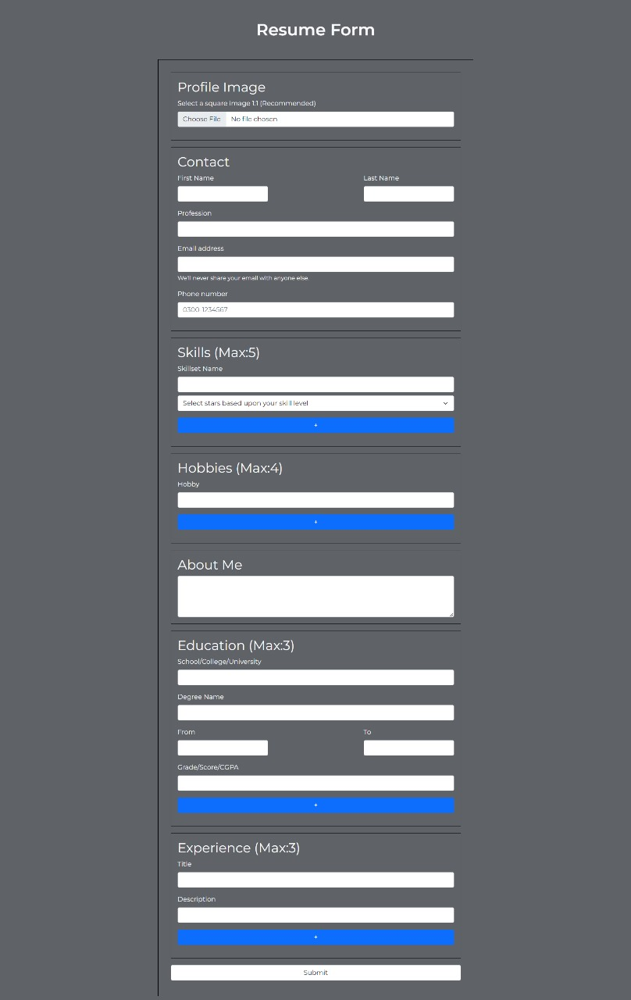 Resume Form
Profile Image
Select a square image 1:1 (Recommended)
Choose File No file chosen
Contact
First Name Last Name
Profession
Email address
We'll never share your email with anyone else.
Phone number
0300-1234567
Skills (Max:5)
Skillset Name
Select stars based upon your skill level
+
Hobbies (Max:4)
Hobby
+
About Me
Education (Max:3)
School/College/University
Degree Name
From To
Grade/Score/CGPA
+
Experience (Max:3)
Title
Description
+
Submit